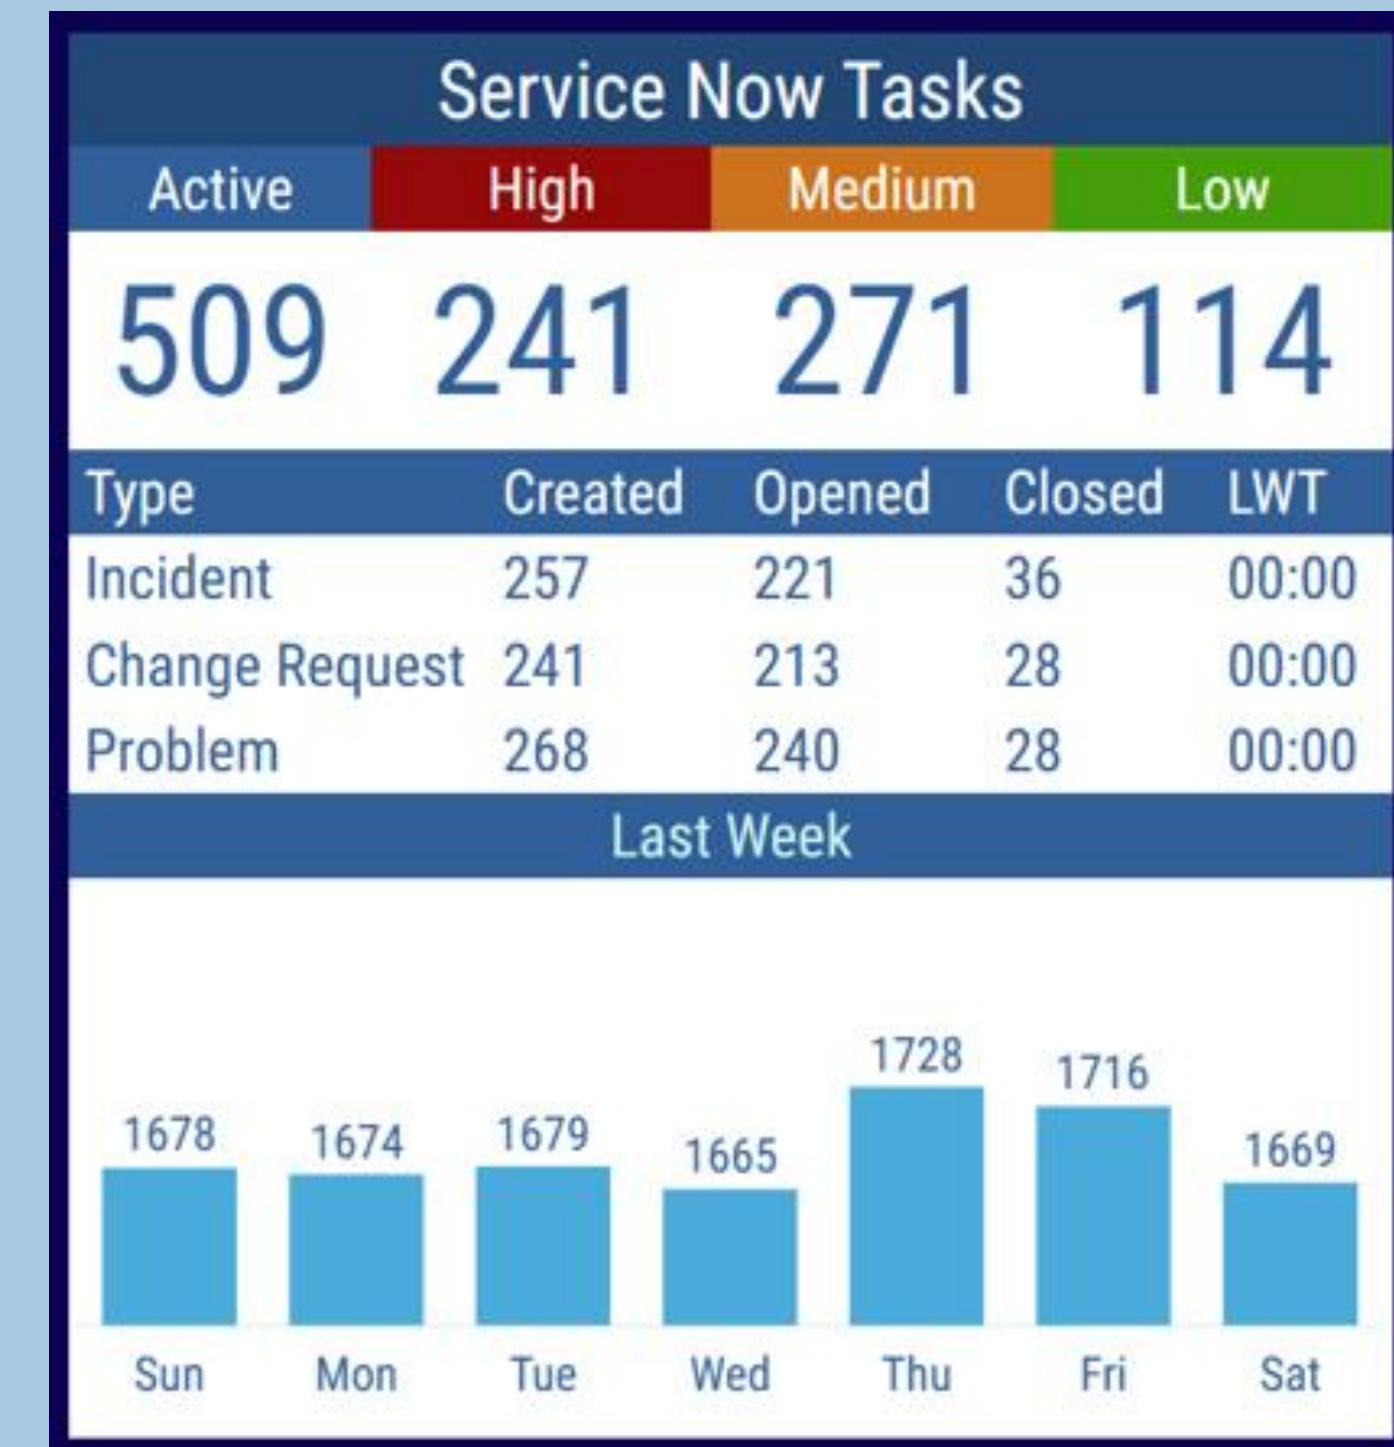 Service Now Tasks
Active High Medium Low
509 241 271 114
Type Created Opened Closed LWT
Incident 257 221 36 00:00
Change Request 241 213 28 00:00
Problem 268 240 28 00:00
Last Week
1678 1674 1679 1665 1728 1716 1669
Sun Mon Tue Wed Thu Fri Sat